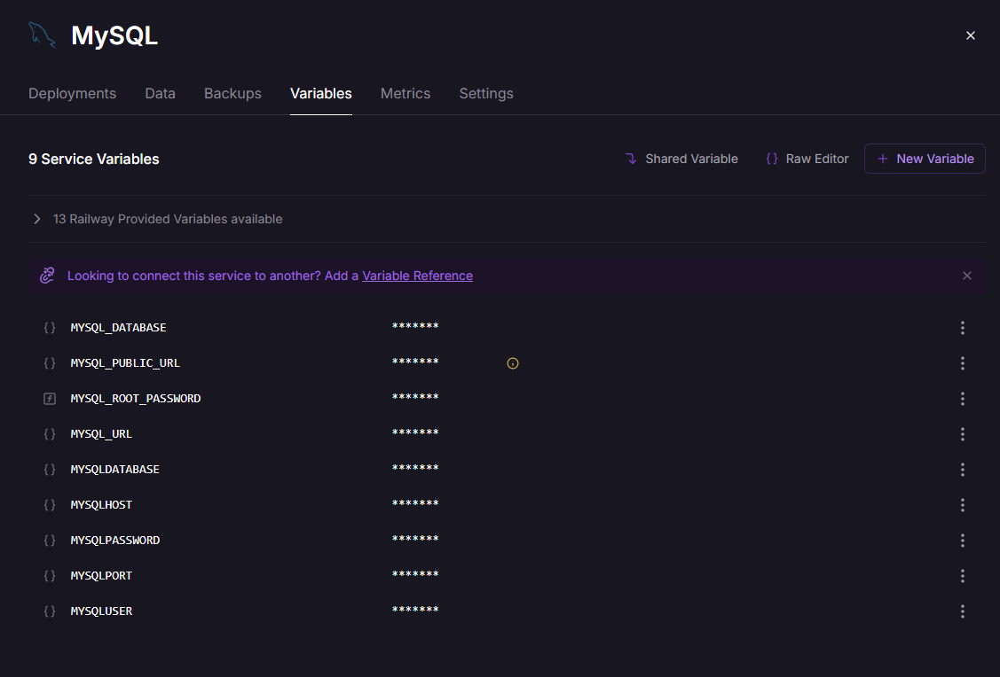 MySQL
Deployments Data Backups Variables Metrics Settings
9 Service Variables Shared Variable {} Raw Editor + New Variable
13 Railway Provided Variables available
Looking to connect this service to another? Add a Variable Reference
{} MYSQL_DATABASE *******
{} MYSQL_PUBLIC_URL *******
MYSQL_ROOT_PASSWORD *******
{} MYSQL_URL *******
{} MYSQLDATABASE *******
{} MYSQLHOST *******
{} MYSQLPASSWORD *******
{} MYSQLPORT *******
{} MYSQLUSER *******